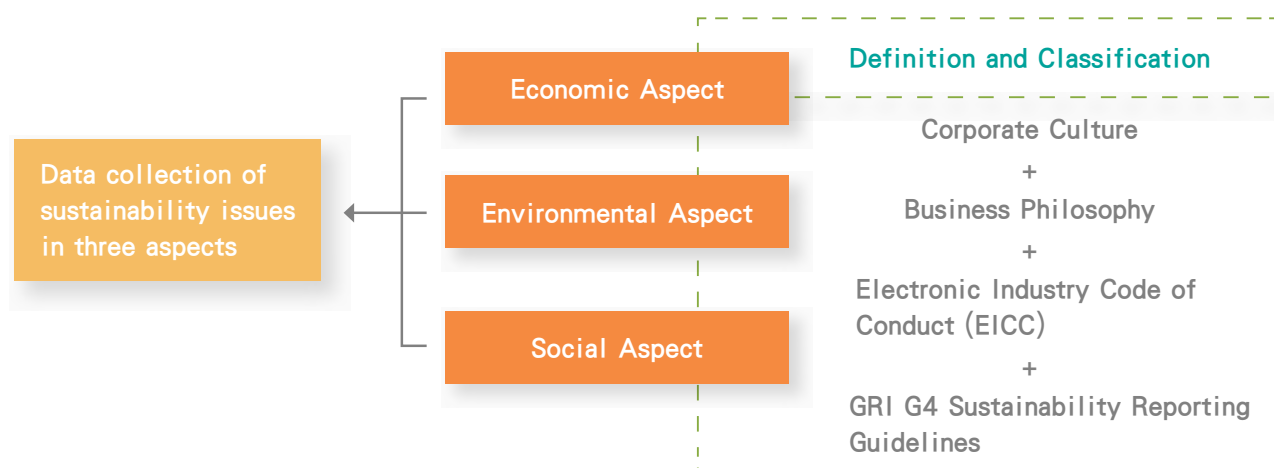 Data collection of
sustainability issues
in three aspects
Economic Aspect
Environmental Aspect
Social Aspect
Definition and Classification
Corporate Culture
+
Business Philosophy
+
Electronic Industry Code of
Conduct (EICC)
+
GRI G4 Sustainability Reporting
Guidelines